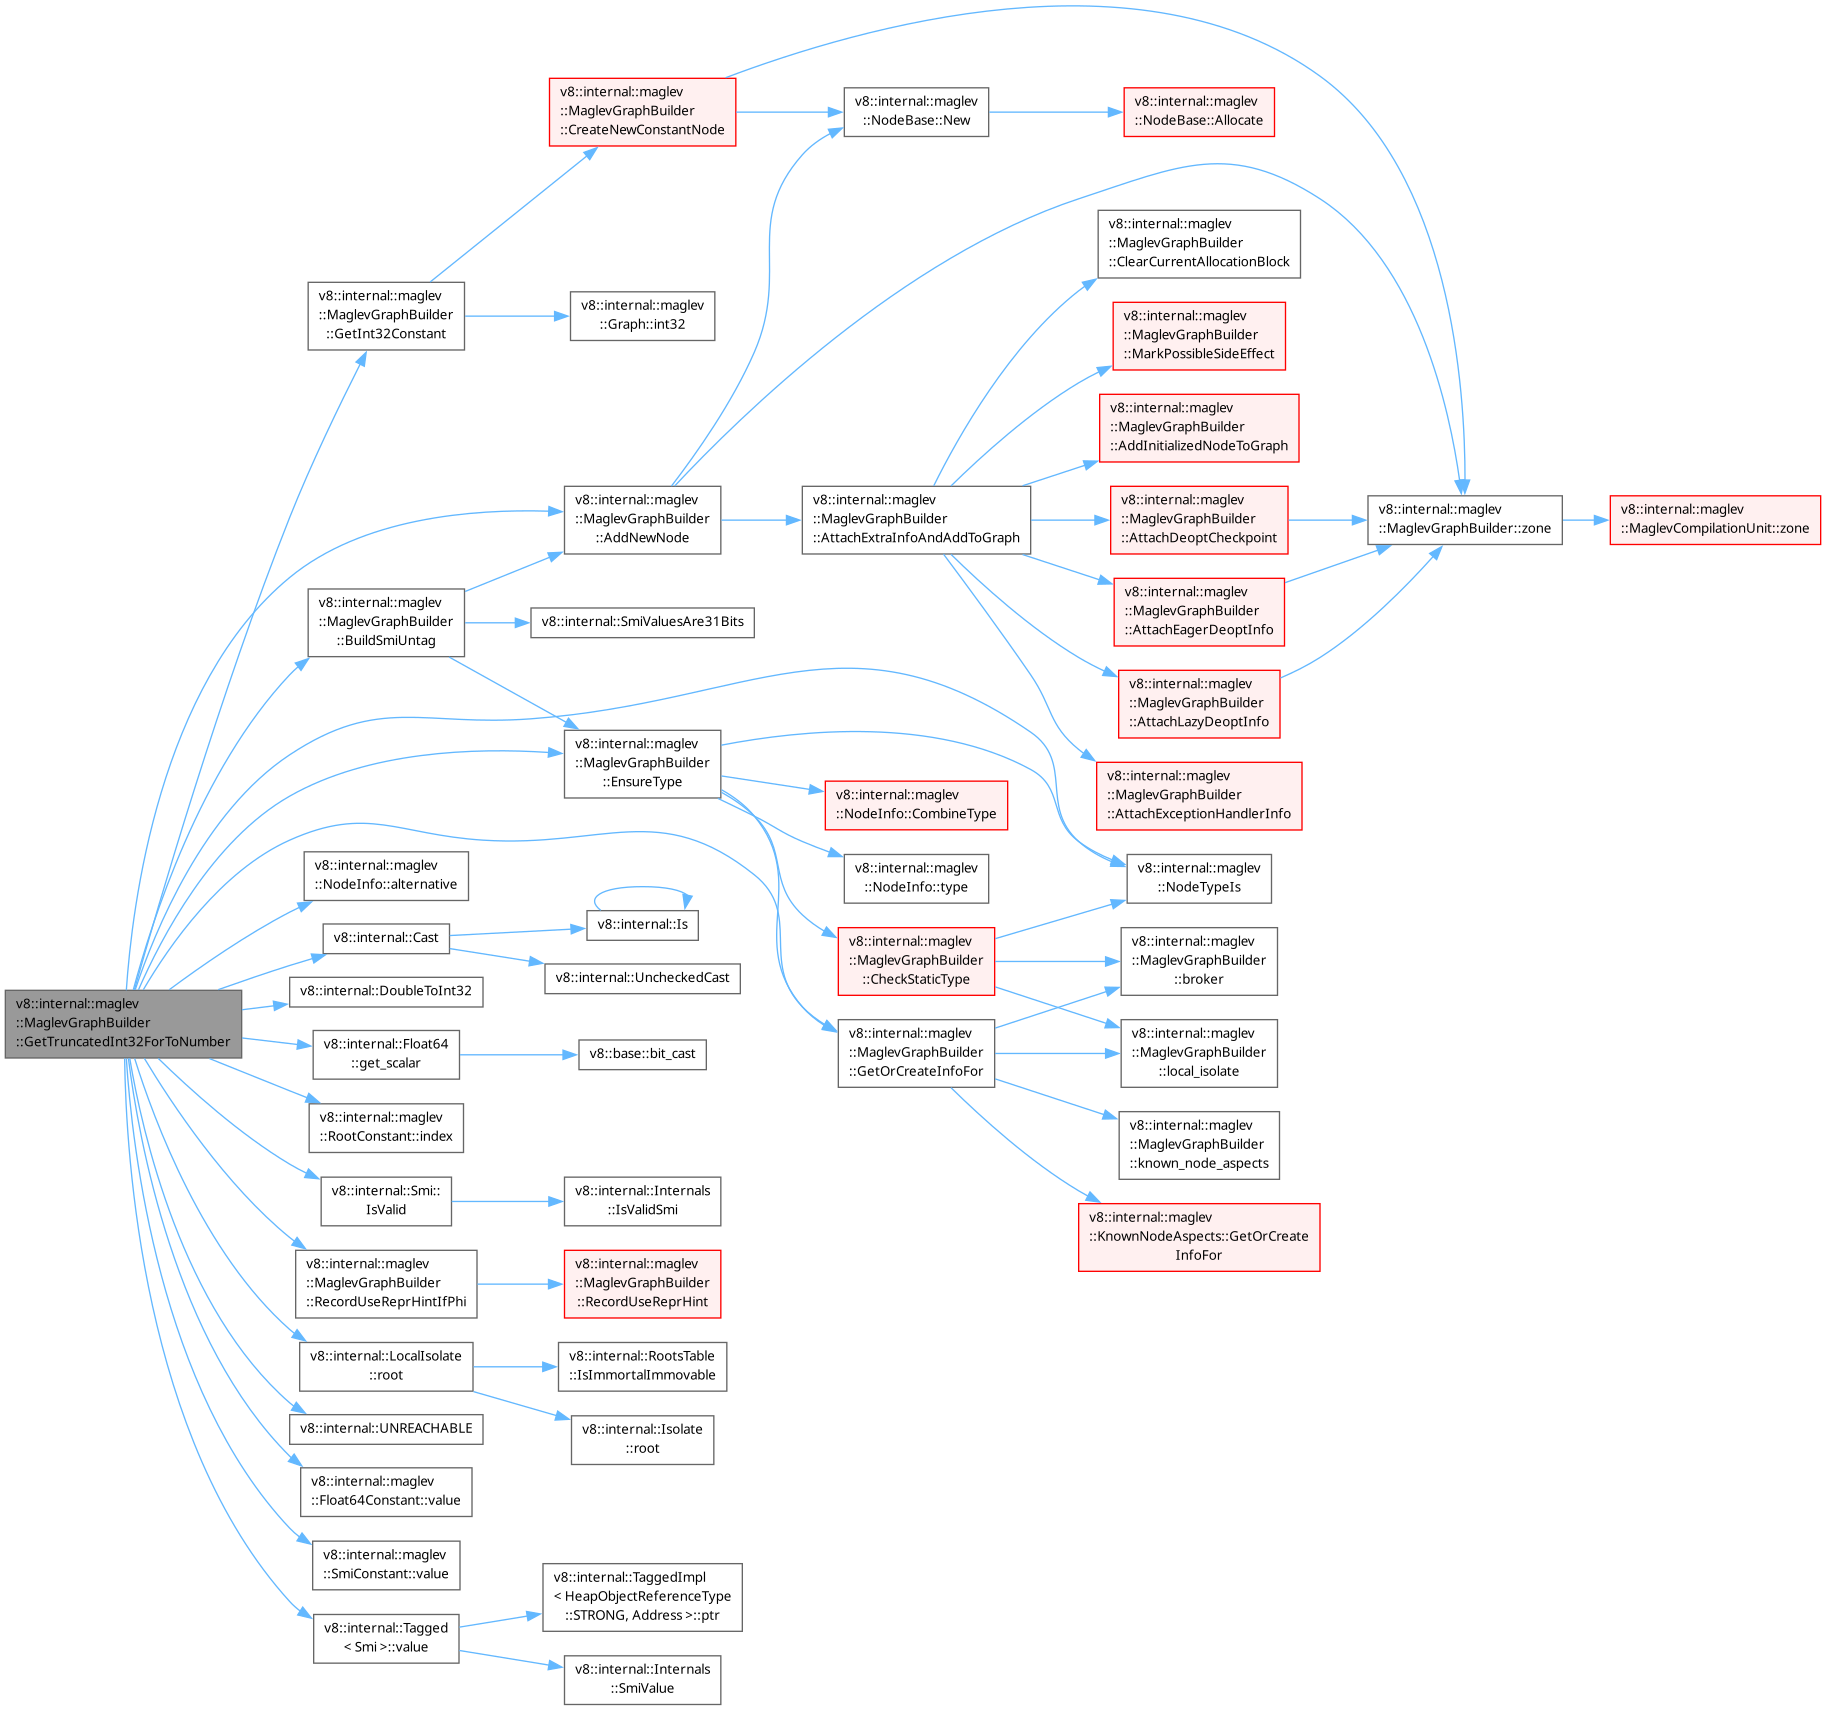 v8::internal::maglev
::MaglevGraphBuilder
::GetTruncatedInt32ForToNumber
v8::internal::maglev
::MaglevGraphBuilder
::GetInt32Constant
v8::internal::maglev
::MaglevGraphBuilder
::BuildSmiUntag
v8::internal::maglev
::NodeInfo::alternative
v8::internal::Cast
v8::internal::DoubleToInt32
v8::internal::Float64
::get_scalar
v8::internal::maglev
::RootConstant::index
v8::internal::Smi::
IsValid
v8::internal::maglev
::MaglevGraphBuilder
::RecordUseReprHintIfPhi
v8::internal::LocalIsolate
::root
v8::internal::UNREACHABLE
v8::internal::maglev
::Float64Constant::value
v8::internal::maglev
::SmiConstant::value
v8::internal::Tagged
< Smi >::value
v8::internal::maglev
::MaglevGraphBuilder
::CreateNewConstantNode
v8::internal::maglev
::Graph::int32
v8::internal::maglev
::MaglevGraphBuilder
::AddNewNode
v8::internal::SmiValuesAre31Bits
v8::internal::maglev
::MaglevGraphBuilder
::EnsureType
v8::internal::Is
v8::internal::UncheckedCast
v8::base::bit_cast
v8::internal::Internals
::IsValidSmi
v8::internal::maglev
::MaglevGraphBuilder
::RecordUseReprHint
v8::internal::RootsTable
::IsImmortalImmovable
v8::internal::Isolate
::root
v8::internal::TaggedImpl
< HeapObjectReferenceType
::STRONG, Address >::ptr
v8::internal::Internals
::SmiValue
v8::internal::maglev
::NodeBase::New
v8::internal::maglev
::MaglevGraphBuilder
::AttachExtraInfoAndAddToGraph
v8::internal::maglev
::NodeInfo::CombineType
v8::internal::maglev
::NodeInfo::type
v8::internal::maglev
::MaglevGraphBuilder
::CheckStaticType
v8::internal::maglev
::MaglevGraphBuilder
::GetOrCreateInfoFor
v8::internal::maglev
::NodeBase::Allocate
v8::internal::maglev
::MaglevGraphBuilder
::ClearCurrentAllocationBlock
v8::internal::maglev
::MaglevGraphBuilder
::MarkPossibleSideEffect
v8::internal::maglev
::MaglevGraphBuilder
::AddInitializedNodeToGraph
v8::internal::maglev
::MaglevGraphBuilder
::AttachDeoptCheckpoint
v8::internal::maglev
::MaglevGraphBuilder
::AttachEagerDeoptInfo
v8::internal::maglev
::MaglevGraphBuilder
::AttachLazyDeoptInfo
v8::internal::maglev
::MaglevGraphBuilder
::AttachExceptionHandlerInfo
v8::internal::maglev
::NodeTypeIs
v8::internal::maglev
::MaglevGraphBuilder
::broker
v8::internal::maglev
::MaglevGraphBuilder
::local_isolate
v8::internal::maglev
::MaglevGraphBuilder
::known_node_aspects
v8::internal::maglev
::KnownNodeAspects::GetOrCreate
InfoFor
v8::internal::maglev
::MaglevGraphBuilder::zone
v8::internal::maglev
::MaglevCompilationUnit::zone